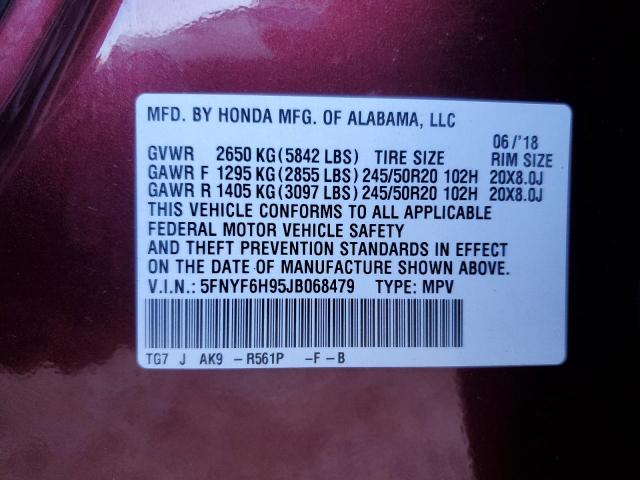 MFD. BY HONDA MFG. OF ALABAMA, LLC
06/'18
GVWR 2650 KG(5842 LBS) TIRE SIZE RIM SIZE
GAWR F 1295 KG(2855 LBS) 245/50R20 102H 20X8.0J
GAWR R 1405 KG(3097 LBS) 245/50R20 102H 20X8.0J
THIS VEHICLE CONFORMS TO ALL APPLICABLE
FEDERAL MOTOR VEHICLE SAFETY
AND THEFT PREVENTION STANDARDS IN EFFECT
ON THE DATE OF MANUFACTURE SHOWN ABOVE.
V.I.N.: 5FNYF6H95JB068479 TYPE: MPV
TG7 J AK9 -R561P -F-B